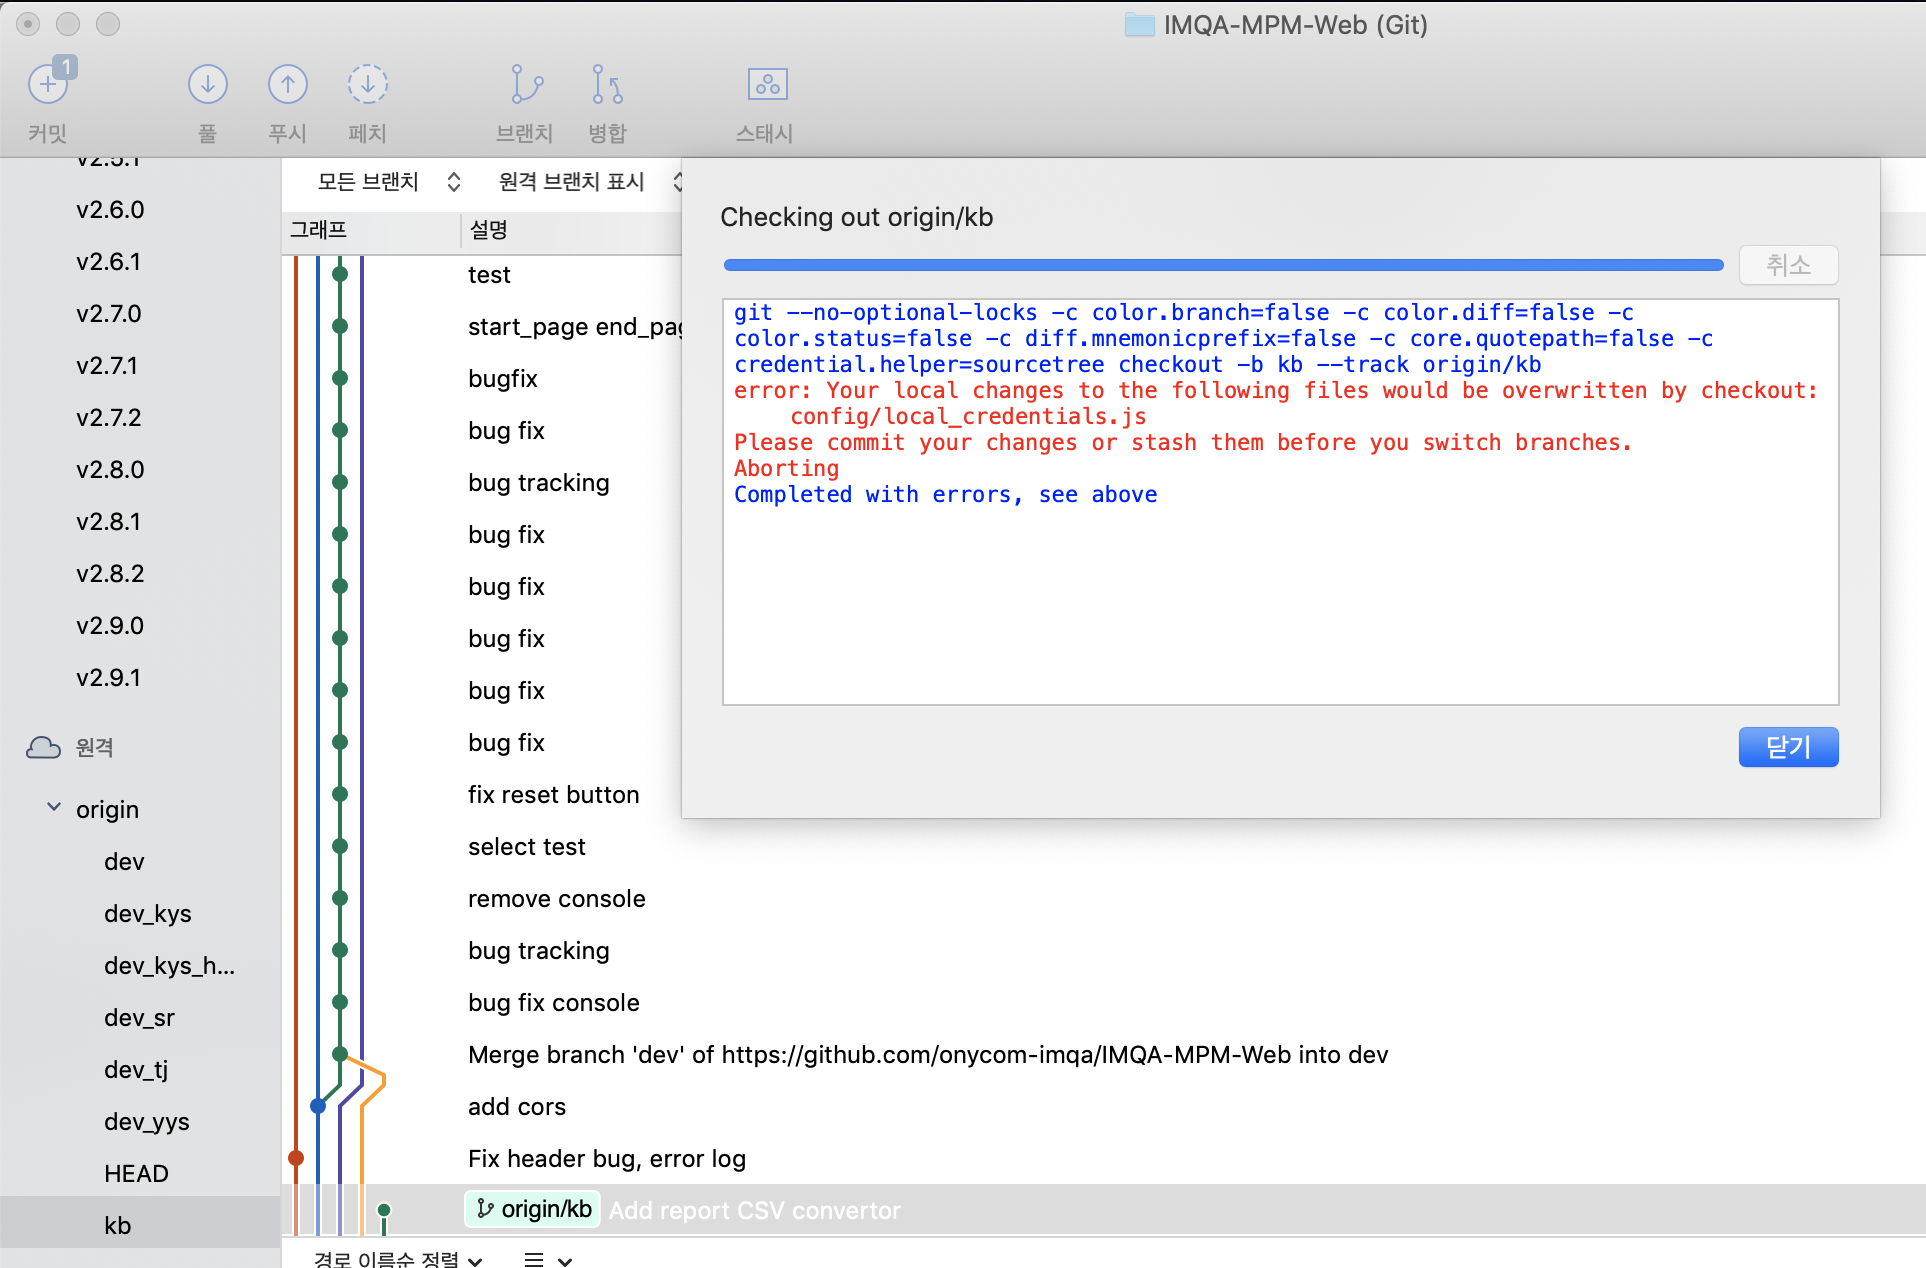 IMQA-MPM-Web (Git)
1
커밋
풀
푸시
페치
브랜치
병합
스태시
v2.5.1
v2.6.0
v2.6.1
v2.7.0
v2.7.1
v2.7.2
v2.8.0
v2.8.1
v2.8.2
v2.9.0
v2.9.1
원격
origin
dev
dev_kys
dev_kys_h...
dev_sr
dev_tj
dev_yys
HEAD
kb
모든 브랜치
원격 브랜치 표시
그래프
설명
test
start_page end_pag
bugfix
bug fix
bug tracking
bug fix
bug fix
bug fix
bug fix
bug fix
fix reset button
select test
remove console
bug tracking
bug fix console
Merge branch 'dev' of https://github.com/onycom-imqa/IMQA-MPM-Web into dev
add cors
Fix header bug, error log
origin/kb Add report CSV convertor
경로 이름순 정렬
Checking out origin/kb
취소
git --no-optional-locks -c color.branch=false -c color.diff=false -c
color.status=false -c diff.mnemonicprefix=false -c core.quotepath=false -c
credential.helper=sourcetree checkout -b kb --track origin/kb
error: Your local changes to the following files would be overwritten by checkout:
config/local_credentials.js
Please commit your changes or stash them before you switch branches.
Aborting
Completed with errors, see above
닫기